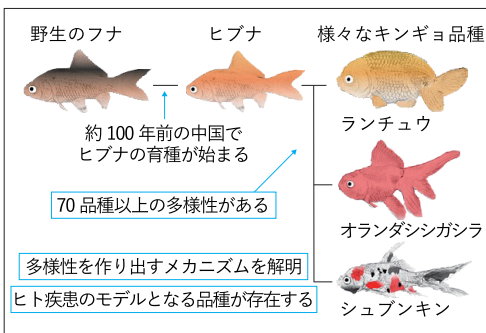 野生のフナ
ヒブナ
様々なキンギョ品種
約100年前の中国で
ヒブナの育種が始まる
ランチュウ
70品種以上の多様性がある
オランダシシガシラ
多様性を作り出すメカニズムを解明
ヒト疾患のモデルとなる品種が存在する
シュブンキン